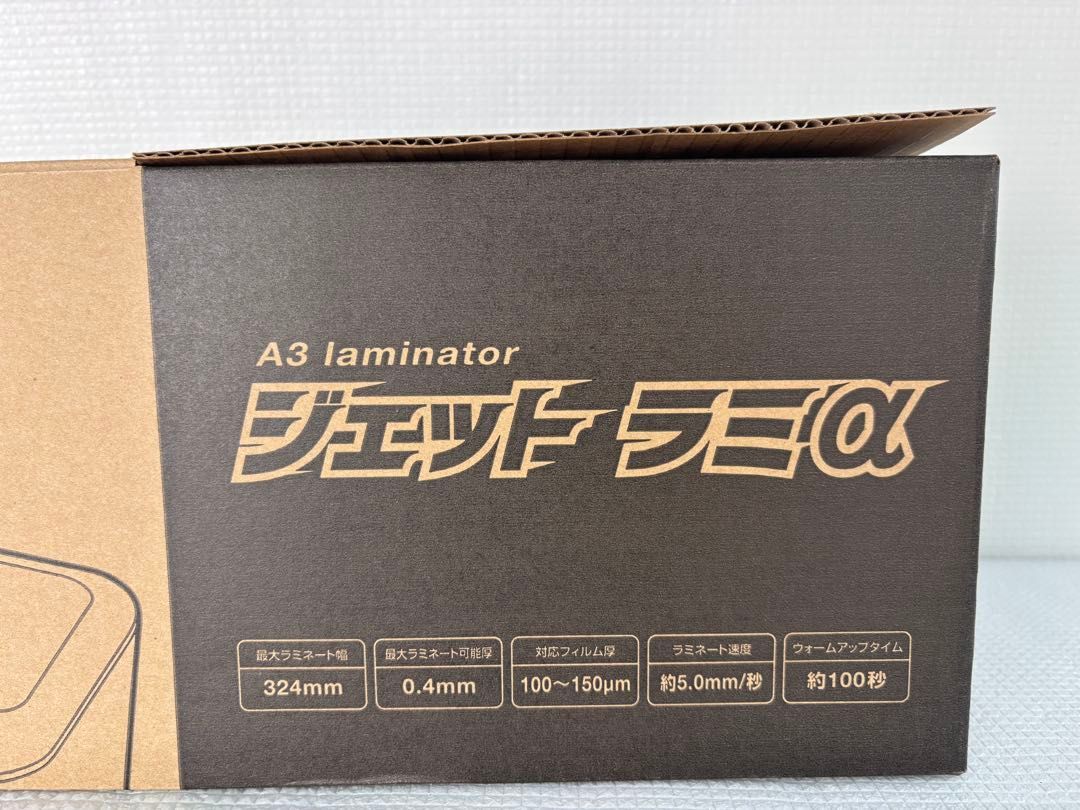 A3 laminator
ジェット ラミα
最大ラミネート幅
324mm
最大ラミネート可能厚
0.4mm
対応フィルム厚
100〜150μm
ラミネート速度
約5.0mm/秒
ウォームアップタイム
約100秒